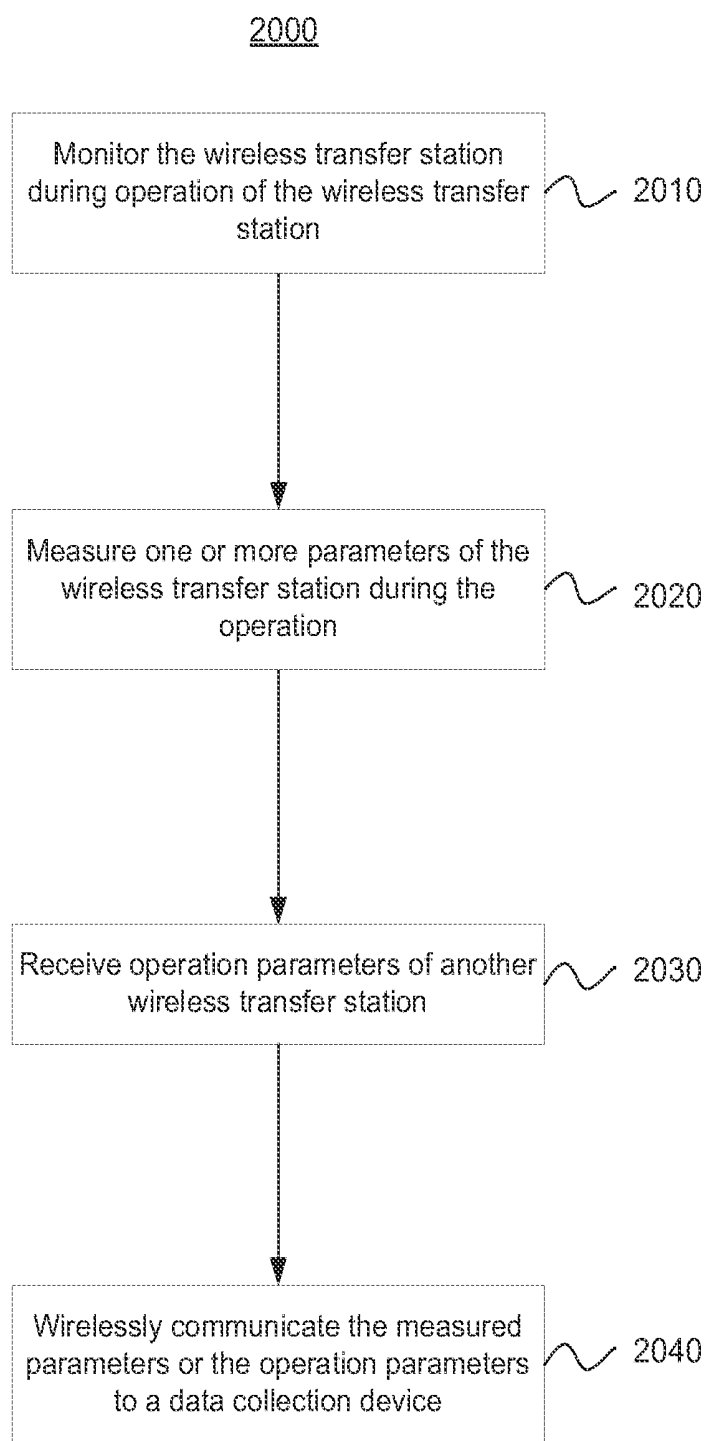 2000
Monitor the wireless transfer station
during operation of the wireless transfer
station
2010
Measure one or more parameters of the
wireless transfer station during the
operation
2020
Receive operation parameters of another
wireless transfer station
2030
Wirelessly communicate the measured
parameters or the operation parameters
to a data collection device
2040